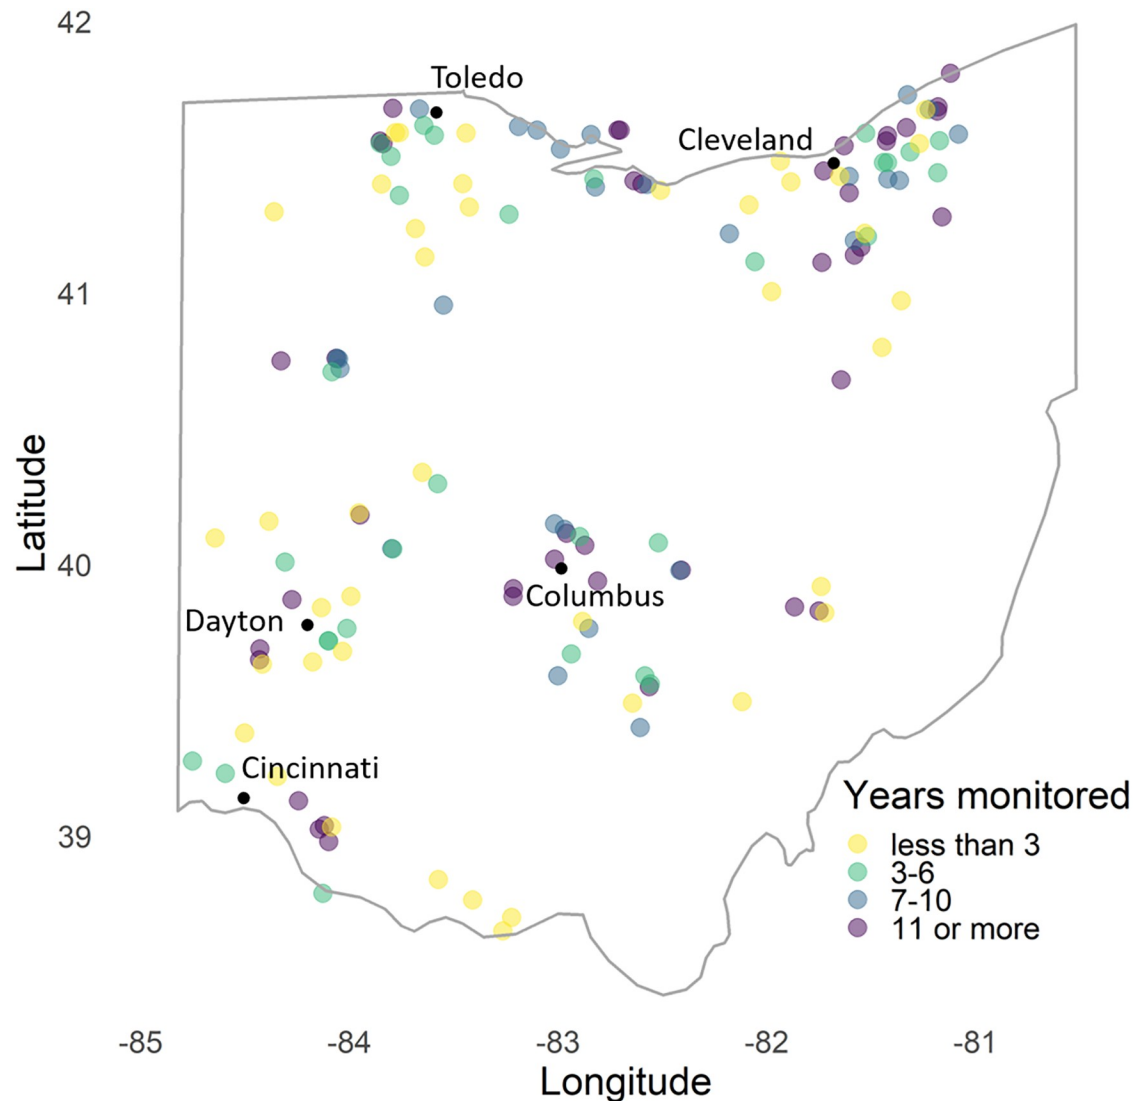 42
Toledo
Cleveland
41
Latitude
40
Columbus
Dayton
Cincinnati
39
Years monitored
less than 3
3-6
7-10
11 or more
-85 -84 -83 -82 -81
Longitude